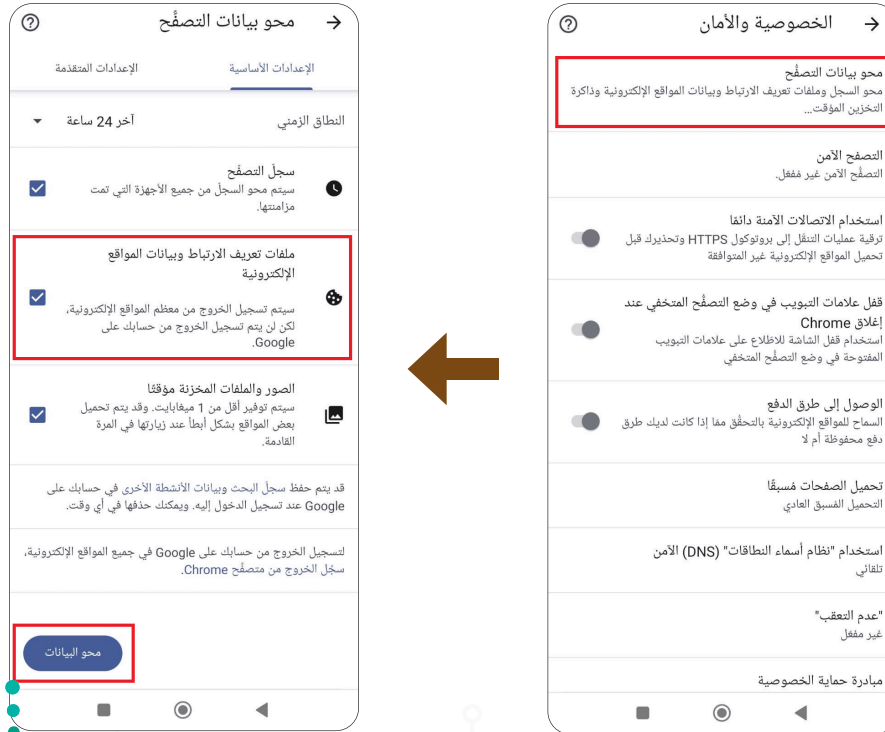 الخصوصية والأمان
محو بيانات التصفُّح
محو السجل وملفات تعريف الارتباط وبيانات المواقع الإلكترونية وذاكرة
التخزين المؤقت...
التصفح الآمن
التصفُّح الآمن غير مُفعّل.
استخدام الاتصالات الآمنة دائمًا
ترقية عمليات التنقّل إلى بروتوكول HTTPS وتحذيرك قبل
تحميل المواقع الإلكترونية غير المتوافقة
قفل علامات التبويب في وضع التصفُّح المتخفي عند
إغلاق Chrome
استخدام قفل الشاشة للاطّلاع على علامات التبويب
المفتوحة في وضع التصفُّح المتخفي
الوصول إلى طرق الدفع
السماح للمواقع الإلكترونية بالتحقُّق ممّا إذا كانت لديك طرق
دفع محفوظة أم لا
تحميل الصفحات مُسبقًا
التحميل المُسبق العادي
استخدام "نظام أسماء النطاقات" (DNS) الآمن
تلقائي
"عدم التعقب"
غير مفعّل
مبادرة حماية الخصوصية
محو بيانات التصفُّح
الإعدادات الأساسية
الإعدادات المتقدّمة
النطاق الزمني
آخر 24 ساعة
سجلّ التصفّح
سيتم محو السجلّ من جميع الأجهزة التي تمت
مزامنتها.
ملفات تعريف الارتباط وبيانات المواقع
الإلكترونية
سيتم تسجيل الخروج من معظم المواقع الإلكترونية،
لكن لن يتم تسجيل الخروج من حسابك على
Google.
الصور والملفات المخزنة مؤقتًا
سيتم توفير أقل من 1 ميغابايت. وقد يتم تحميل
بعض المواقع بشكل أبطأ عند زيارتها في المرة
القادمة.
قد يتم حفظ سجلّ البحث وبيانات الأنشطة الأخرى في حسابك على
Google عند تسجيل الدخول إليه. ويمكنك حذفها في أي وقت.
لتسجيل الخروج من حسابك على Google في جميع المواقع الإلكترونية،
سجّل الخروج من متصفّح Chrome.
محو البيانات